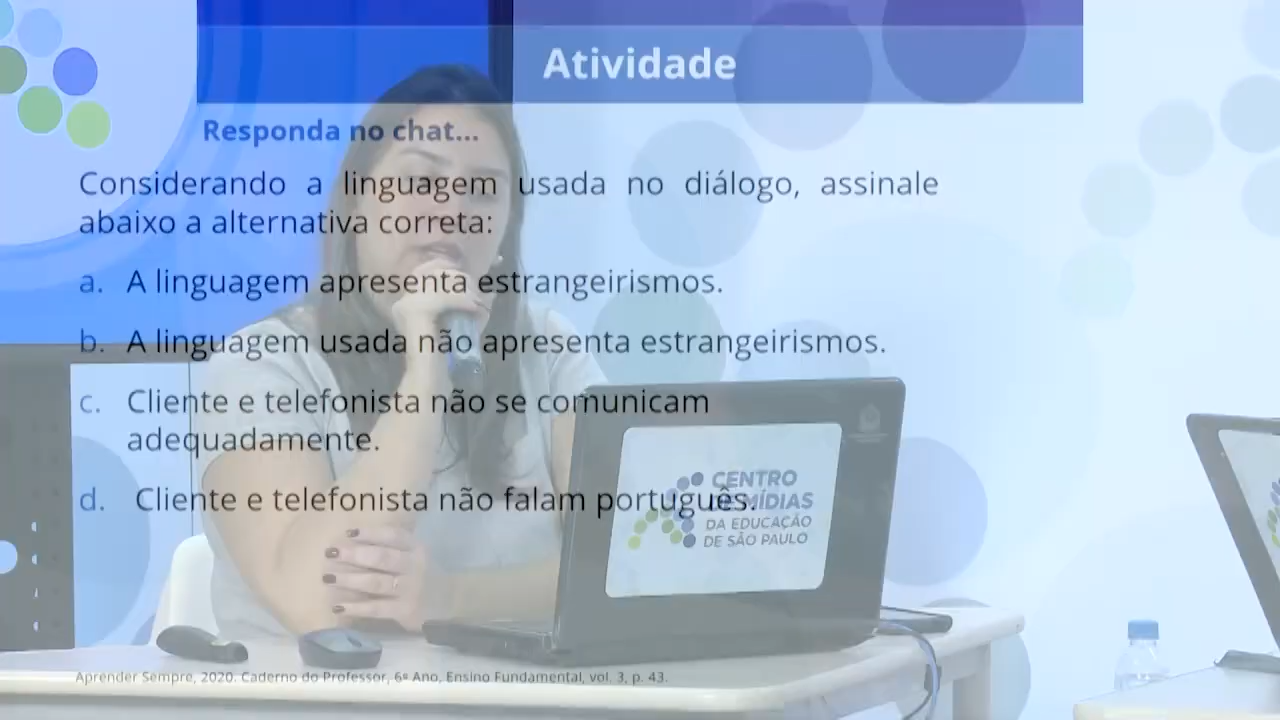 Atividade
Responda no chat...
Considerando a linguagem usada no diálogo, assinale
abaixo a alternativa correta:
a. A linguagem apresenta estrangeirismos.
b. A linguagem usada não apresenta estrangeirismos.
c. Cliente e telefonista não se comunicam
adequadamente.
d. Cliente e telefonista não falam português.
CENTRO
DE MÍDIAS
DA EDUCAÇÃO
DE SÃO PAULO
Aprender Sempre, 2020. Caderno do Professor, 6º Ano, Ensino Fundamental, vol. 3, p. 43.